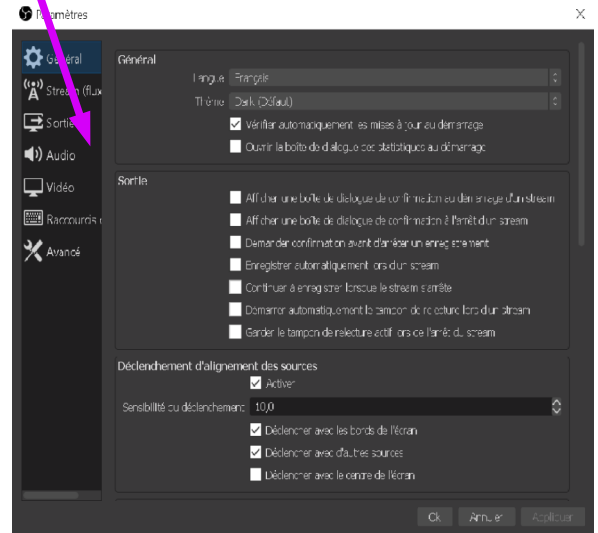 Paramètres
Général
Stream (flux
Sortie
Audio
Vidéo
Raccourcis
Avancé
Général
Langue Français
Thème Dark (Défaut)
Vérifier automatiquement les mises à jour au démarrage
Ouvrir la boîte de dialogue des statistiques au démarrage
Sortie
Afficher une boîte de dialogue de confirmation au démarrage d'un stream
Afficher une boîte de dialogue de confirmation à l'arrêt d'un stream
Demander confirmation avant d'arrêter un enregistrement
Enregistrer automatiquement lors d'un stream
Continuer à enregistrer lorsque le stream s'arrête
Démarrer automatiquement le tampon de relecture lors d'un stream
Garder le tampon de relecture actif lors de l'arrêt du stream
Déclenchement d'alignement des sources
Activer
Sensibilité du déclenchement 10,0
Déclencher avec les bords de l'écran
Déclencher avec d'autres sources
Déclencher avec le centre de l'écran
Ok Annuler Appliquer